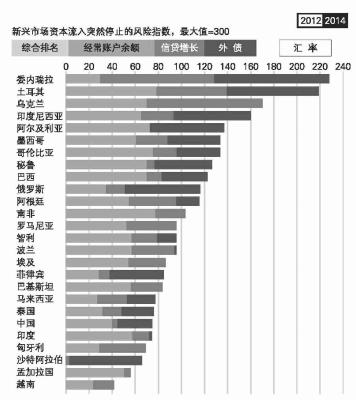 2012 2014
新兴市场资本流入突然停止的风险指数，最大值=300
综合排名 经常账户余额 信贷增长 外债 汇率
0 20 40 60 80 100 120 140 160 180 200 220 240
委内瑞拉
土耳其
乌克兰
印度尼西亚
阿尔及利亚
墨西哥
哥伦比亚
秘鲁
巴西
俄罗斯
阿根廷
南非
罗马尼亚
智利
波兰
埃及
菲律宾
巴基斯坦
马来西亚
泰国
中国
印度
匈牙利
沙特阿拉伯
孟加拉国
越南